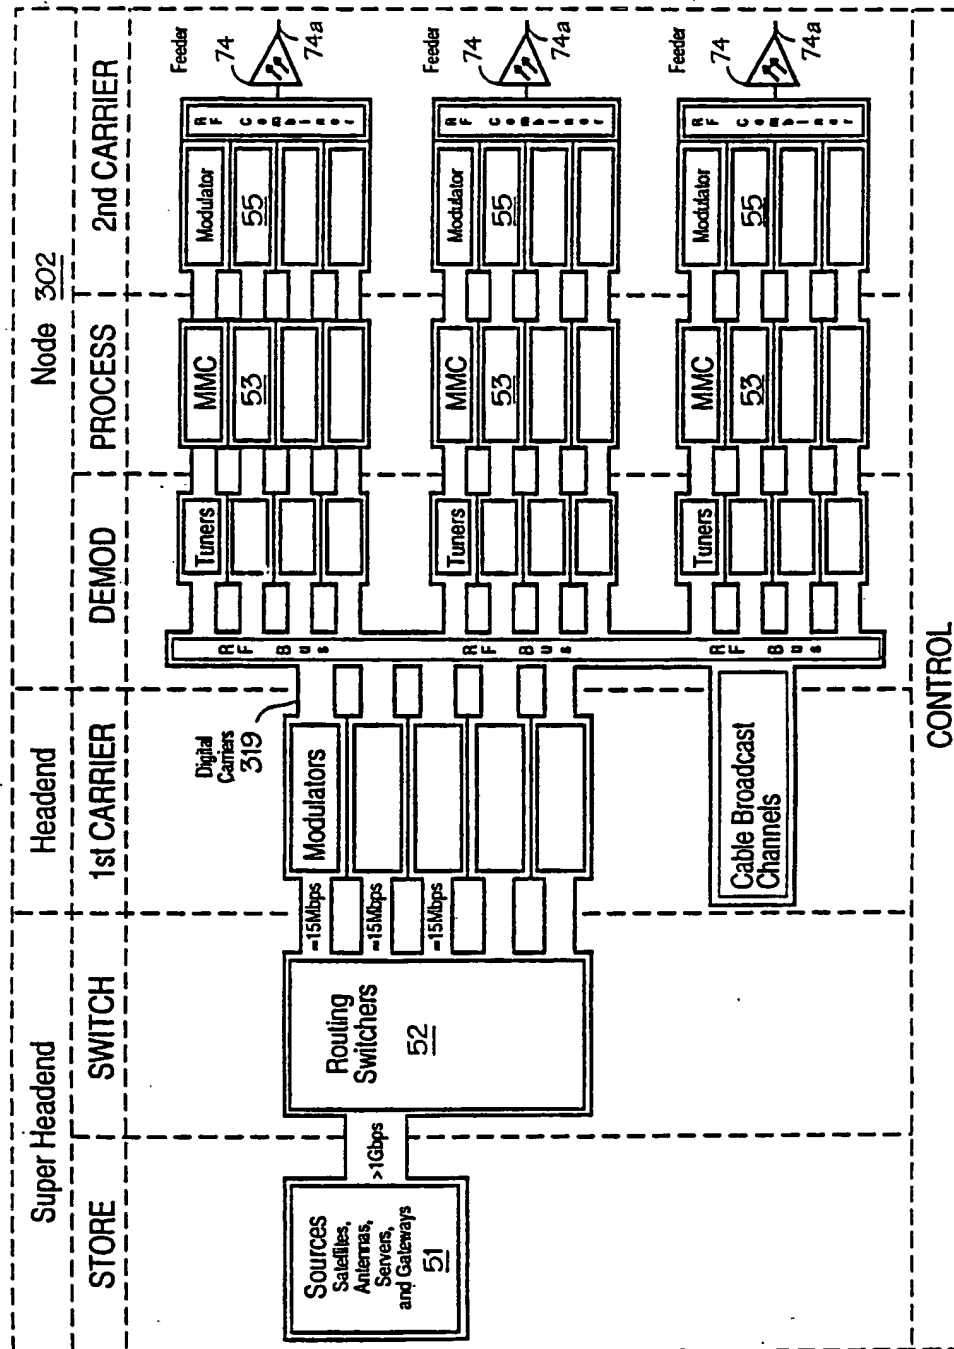 Super Headend
Headend
Node 302
STORE
SWITCH
1st CARRIER
DEMOD
PROCESS
2nd CARRIER
Sources
Satellites,
Antennas,
Servers,
and Gateways
51
>1Gbps
Routing
Switchers
52
=15Mbps
=15Mbps
=15Mbps
Modulators
Digital
Carriers
319
Cable Broadcast
Channels
RF Bus
RF Bus
RF Bus
Tuners
MMC
53
Modulator
55
RF Combiner
Feeder
74
74a
Tuners
MMC
53
Modulator
55
RF Combiner
Feeder
74
74a
Tuners
MMC
53
Modulator
55
RF Combiner
Feeder
74
74a
CONTROL